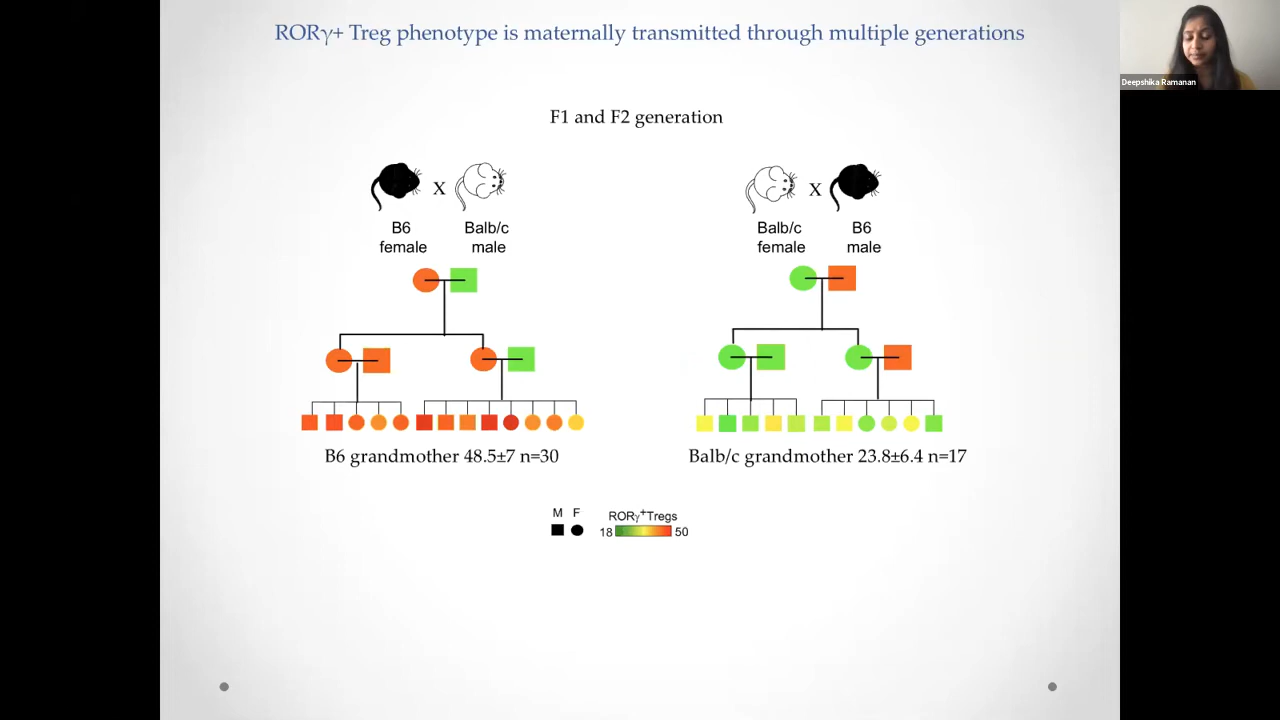 RORγ+ Treg phenotype is maternally transmitted through multiple generations
Deepshika Ramanan
F1 and F2 generation
X
X
B6 female
Balb/c male
Balb/c female
B6 male
B6 grandmother 48.5±7 n=30
Balb/c grandmother 23.8±6.4 n=17
M F
RORγ+Tregs
18 50